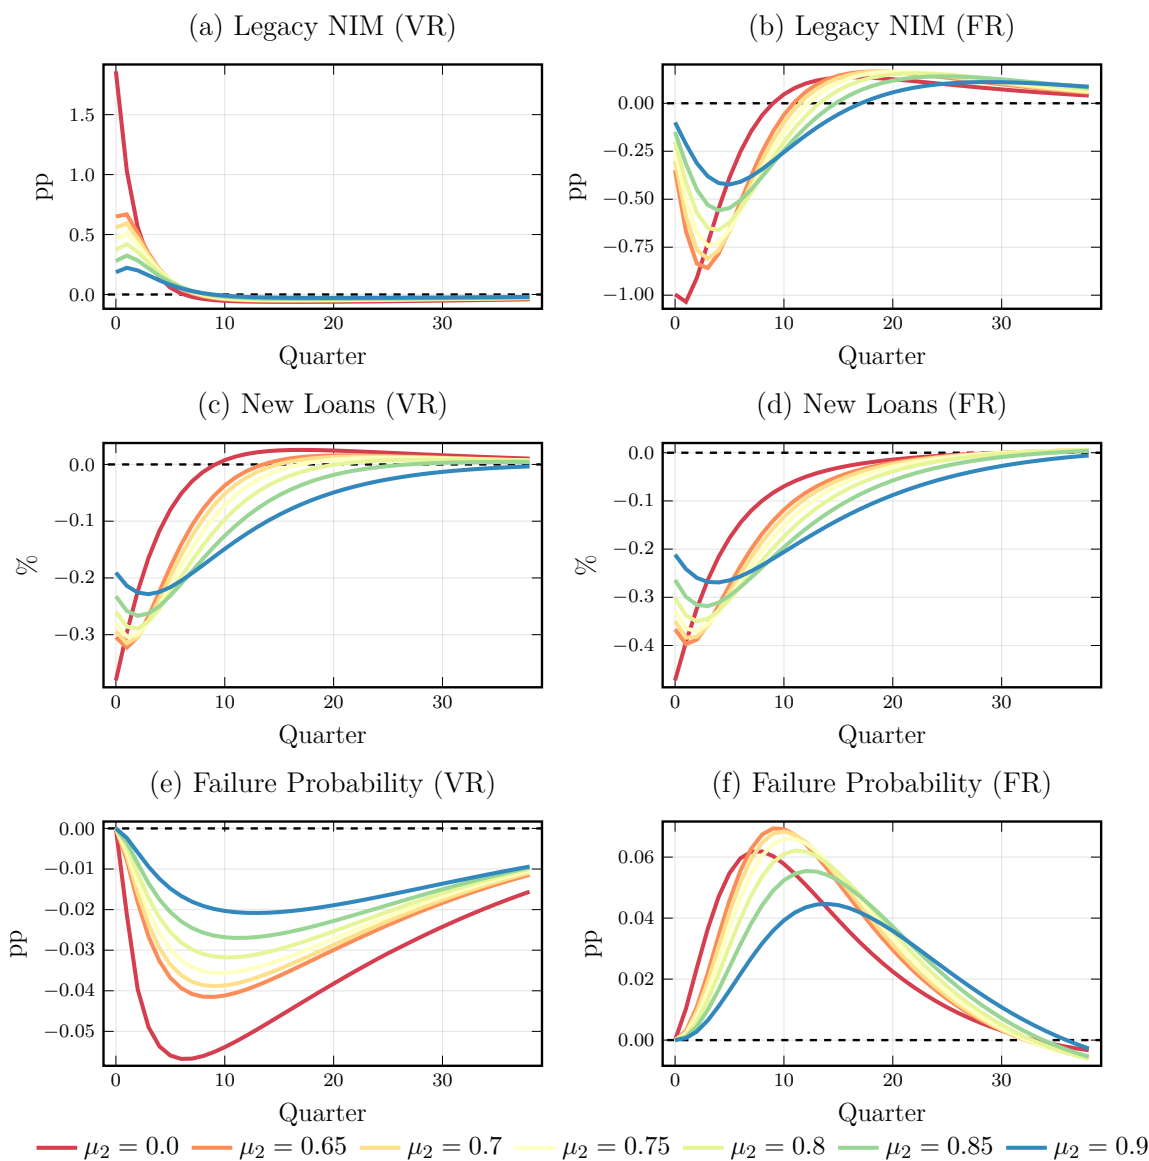 (a) Legacy NIM (VR)
pp
1.5
1.0
0.5
0.0
0 10 20 30
Quarter
(b) Legacy NIM (FR)
pp
0.00
−0.25
−0.50
−0.75
−1.00
0 10 20 30
Quarter
(c) New Loans (VR)
%
0.0
−0.1
−0.2
−0.3
0 10 20 30
Quarter
(d) New Loans (FR)
%
0.0
−0.1
−0.2
−0.3
−0.4
0 10 20 30
Quarter
(e) Failure Probability (VR)
pp
0.00
−0.01
−0.02
−0.03
−0.04
−0.05
0 10 20 30
Quarter
(f) Failure Probability (FR)
pp
0.06
0.04
0.02
0.00
0 10 20 30
Quarter
μ₂ = 0.0 μ₂ = 0.65 μ₂ = 0.7 μ₂ = 0.75 μ₂ = 0.8 μ₂ = 0.85 μ₂ = 0.9